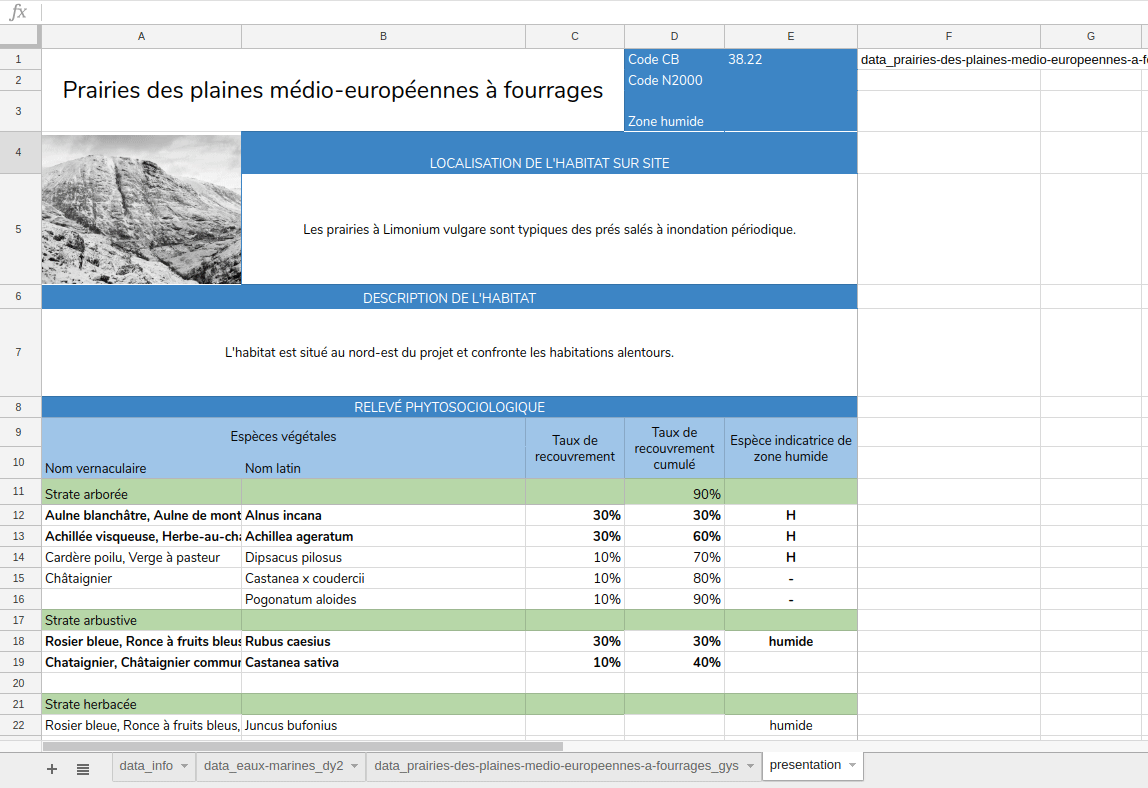 fx
A B C D E F G
1 Prairies des plaines médio-européennes à fourrages Code CB 38.22 data_prairies-des-plaines-medio-europeennes-a-f
2 Code N2000
3 Zone humide
4 LOCALISATION DE L'HABITAT SUR SITE
5 Les prairies à Limonium vulgare sont typiques des prés salés à inondation périodique.
6 DESCRIPTION DE L'HABITAT
7 L'habitat est situé au nord-est du projet et confronte les habitations alentours.
8 RELEVÉ PHYTOSOCIOLOGIQUE
9 Espèces végétales Taux de recouvrement Taux de recouvrement cumulé Espèce indicatrice de zone humide
10 Nom vernaculaire Nom latin
11 Strate arborée 90%
12 Aulne blanchâtre, Aulne de mont Alnus incana 30% 30% H
13 Achillée visqueuse, Herbe-au-cha Achillea ageratum 30% 60% H
14 Cardère poilu, Verge à pasteur Dipsacus pilosus 10% 70% H
15 Châtaignier Castanea x coudercii 10% 80% -
16 Pogonatum aloides 10% 90% -
17 Strate arbustive
18 Rosier bleue, Ronce à fruits bleus Rubus caesius 30% 30% humide
19 Chataignier, Châtaignier commun Castanea sativa 10% 40%
20
21 Strate herbacée
22 Rosier bleue, Ronce à fruits bleus, Juncus bufonius humide
data_info data_eaux-marines_dy2 data_prairies-des-plaines-medio-europeennes-a-fourrages_gys presentation